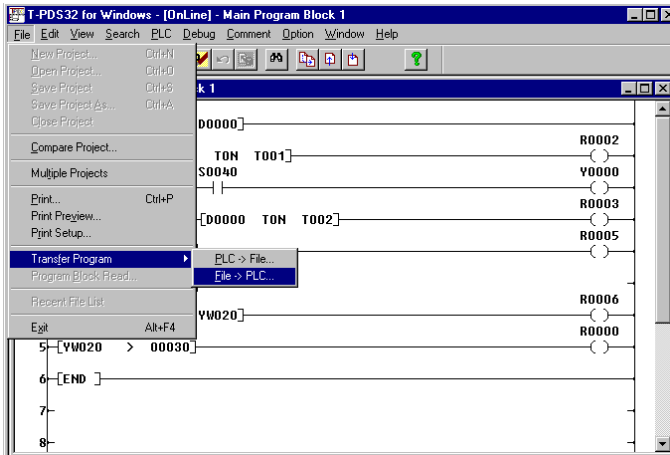 T-PDS32 for Windows - [OnLine] - Main Program Block 1
File Edit View Search PLC Debug Comment Option Window Help
New Project... Ctrl+N
Open Project... Ctrl+O
Save Project Ctrl+S
Save Project As... Ctrl+A
Close Project
Compare Project...
Multiple Projects
Print... Ctrl+P
Print Preview...
Print Setup...
Transfer Program
Program Block Read...
Recent File List
Exit Alt+F4
PLC -> File...
File -> PLC...
k 1
D0000]
R0002
TON T001]
S0040 Y0000
R0003
[D0000 TON T002]
R0005
R0006
YW020]
R0000
5 [YW020 > 00030]
6 [END ]
7
8